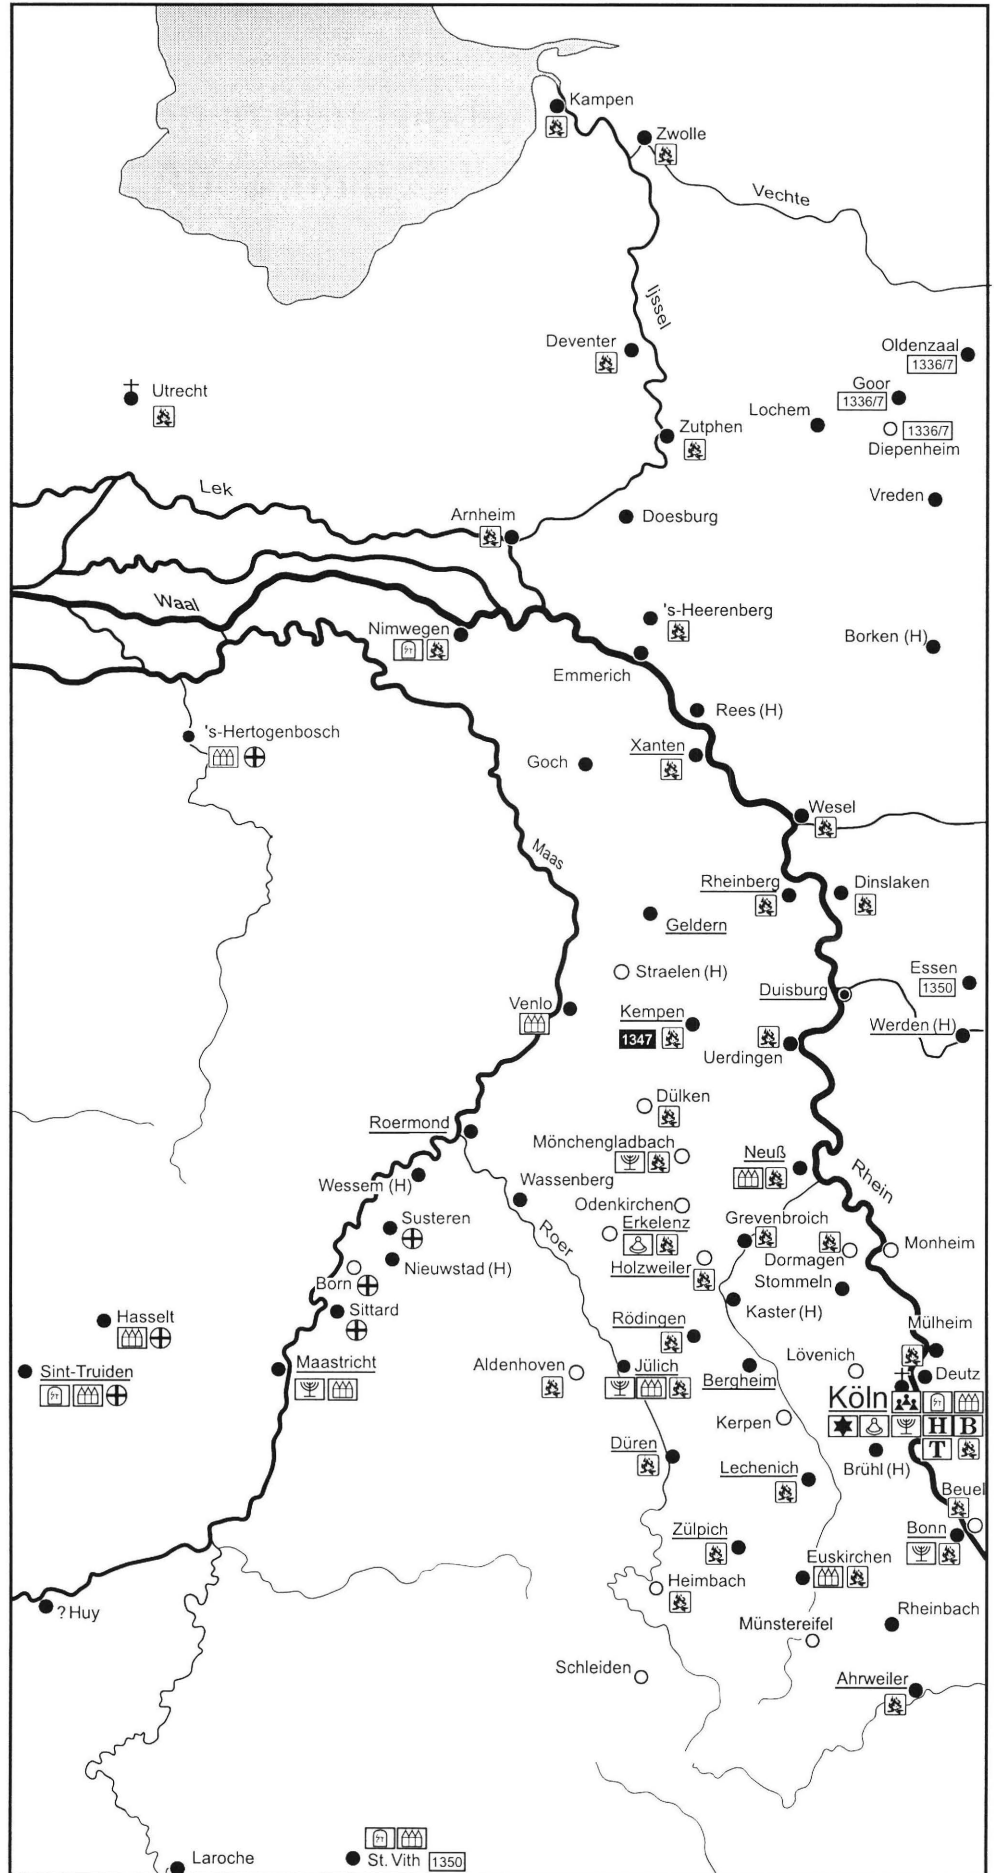 Kampen
Zwolle
Vechte
Ijssel
Deventer
Oldenzaal
1336/7
Goor
1336/7
Utrecht
Lochem
Zutphen
1336/7
Diepenheim
Lek
Vreden
Arnheim
Doesburg
Waal
's-Heerenberg
Nimwegen
Borken (H)
Emmerich
Rees (H)
's-Hertogenbosch
Xanten
Goch
Wesel
Maas
Rheinberg
Dinslaken
Geldern
Straelen (H)
Essen
1350
Duisburg
Venlo
Kempen
1347
Werden (H)
Uerdingen
Dülken
Roermond
Mönchengladbach
Neuß
Rhein
Wessem (H)
Wassenberg
Odenkirchen
Susteren
Roer
Erkelenz
Grevenbroich
Monheim
Dormagen
Nieuwstad (H)
Holzweiler
Born
Stommeln
Sittard
Kaster (H)
Hasselt
Rödingen
Mülheim
Lövenich
Sint-Truiden
Maastricht
Aldenhoven
Jülich
Bergheim
Deutz
Köln
H B
T
Kerpen
Düren
Brühl (H)
Lechenich
Beuel
Zülpich
Bonn
Euskirchen
Heimbach
? Huy
Rheinbach
Münstereifel
Schleiden
Ahrweiler
Laroche
St. Vith 1350